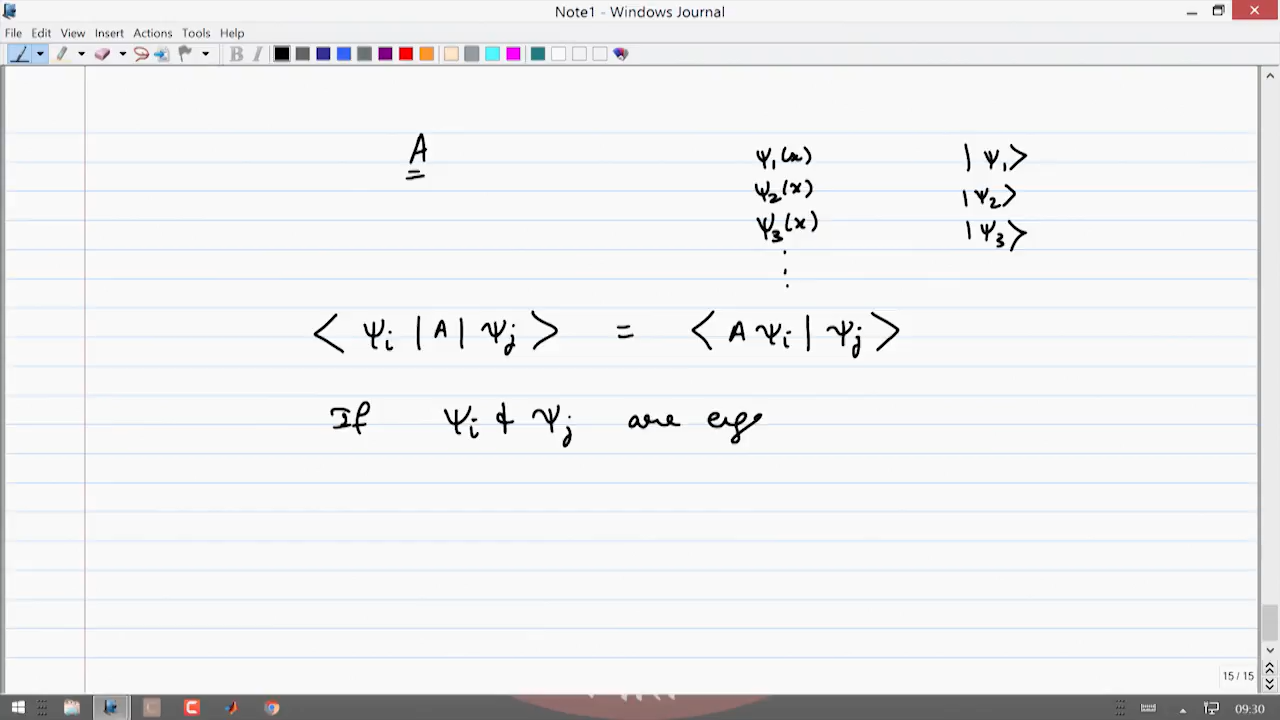 Note1 - Windows Journal
File Edit View Insert Actions Tools Help
B I
A
ψ₁(x) |ψ₁>
ψ₂(x) |ψ₂>
ψ₃(x) |ψ₃>
⋮
< ψᵢ | A | ψⱼ > = < A ψᵢ | ψⱼ >
If ψᵢ & ψⱼ are eige
15 / 15
09:30